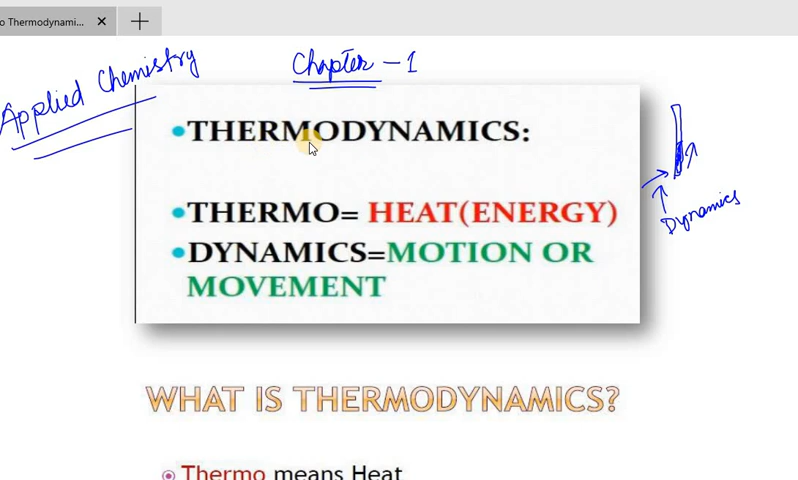 o Thermodynami...
Chapter - 1
Applied Chemistry
•THERMODYNAMICS:
•THERMO= HEAT(ENERGY)
•DYNAMICS=MOTION OR
MOVEMENT
Dynamics
WHAT IS THERMODYNAMICS?
Thermo means Heat